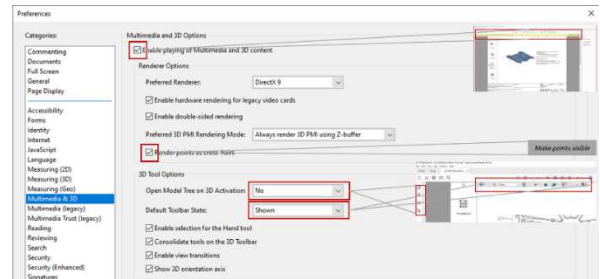 Preferences
Categories:
Commenting
Documents
Full Screen
General
Page Display
Accessibility
Forms
Identity
Internet
JavaScript
Language
Measuring (2D)
Measuring (3D)
Measuring (Geo)
Multimedia & 3D
Multimedia (legacy)
Multimedia Trust (legacy)
Reading
Reviewing
Search
Security
Security (Enhanced)
Signatures
Multimedia and 3D Options
Enable playing of Multimedia and 3D content
Renderer Options
Preferred Renderer: DirectX 9
Enable hardware rendering for legacy video cards
Enable double-sided rendering
Preferred 3D PMI Rendering Mode: Always render 3D PMI using Z-buffer
Render points as cross-hairs
Make points visible
3D Tool Options
Open Model Tree on 3D Activation: No
Default Toolbar State: Shown
Enable selection for the Hand tool
Consolidate tools on the 3D Toolbar
Enable view transitions
Show 3D orientation axis